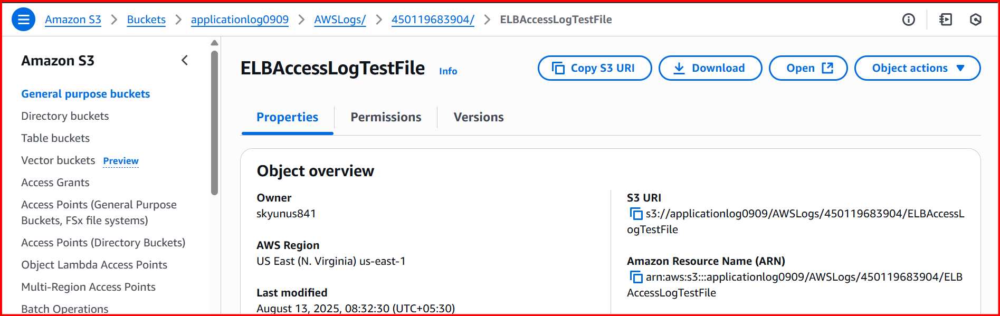 Amazon S3 > Buckets > applicationlog0909 > AWSLogs/ > 450119683904/ > ELBAccessLogTestFile
Amazon S3
General purpose buckets
Directory buckets
Table buckets
Vector buckets Preview
Access Grants
Access Points (General Purpose
Buckets, FSx file systems)
Access Points (Directory Buckets)
Object Lambda Access Points
Multi-Region Access Points
Batch Operations
ELBAccessLogTestFile Info
Copy S3 URI
Download
Open
Object actions
Properties
Permissions
Versions
Object overview
Owner
skyunus841
AWS Region
US East (N. Virginia) us-east-1
Last modified
August 13, 2025, 08:32:30 (UTC+05:30)
S3 URI
s3://applicationlog0909/AWSLogs/450119683904/ELBAccessL
ogTestFile
Amazon Resource Name (ARN)
arn:aws:s3:::applicationlog0909/AWSLogs/450119683904/ELB
AccessLogTestFile